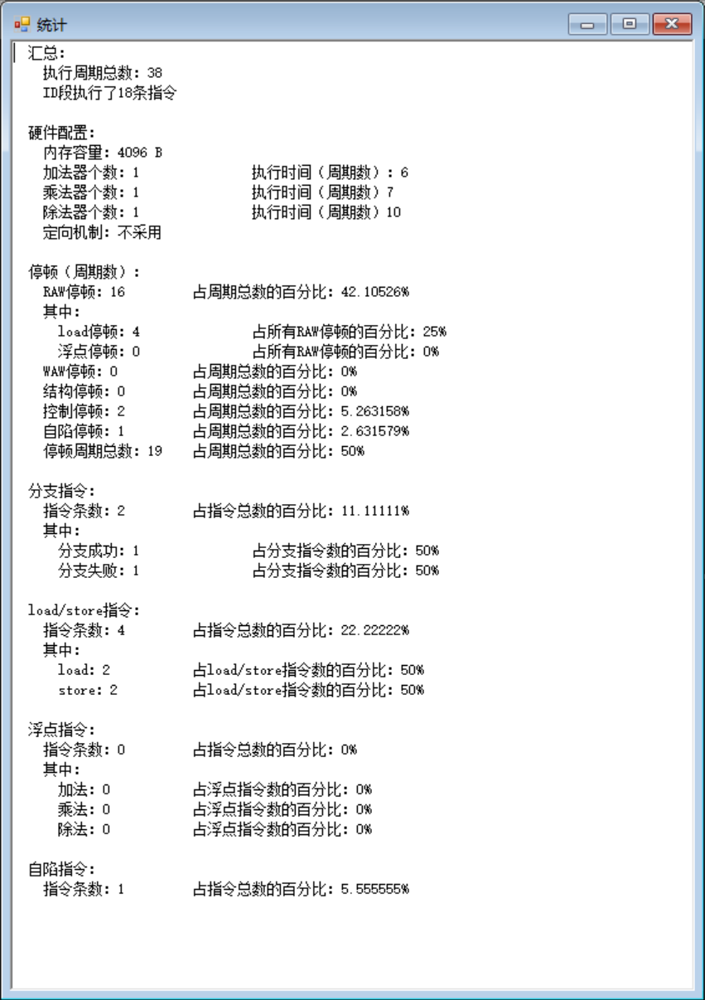 统计
汇总：
执行周期总数：38
ID段执行了18条指令
硬件配置：
内存容量：4096 B
加法器个数：1 执行时间（周期数）：6
乘法器个数：1 执行时间（周期数）7
除法器个数：1 执行时间（周期数）10
定向机制：不采用
停顿（周期数）：
RAW停顿：16 占周期总数的百分比：42.10526%
其中：
load停顿：4 占所有RAW停顿的百分比：25%
浮点停顿：0 占所有RAW停顿的百分比：0%
WAW停顿：0 占周期总数的百分比：0%
结构停顿：0 占周期总数的百分比：0%
控制停顿：2 占周期总数的百分比：5.263158%
自陷停顿：1 占周期总数的百分比：2.631579%
停顿周期总数：19 占周期总数的百分比：50%
分支指令：
指令条数：2 占指令总数的百分比：11.11111%
其中：
分支成功：1 占分支指令数的百分比：50%
分支失败：1 占分支指令数的百分比：50%
load/store指令：
指令条数：4 占指令总数的百分比：22.22222%
其中：
load：2 占load/store指令数的百分比：50%
store：2 占load/store指令数的百分比：50%
浮点指令：
指令条数：0 占指令总数的百分比：0%
其中：
加法：0 占浮点指令数的百分比：0%
乘法：0 占浮点指令数的百分比：0%
除法：0 占浮点指令数的百分比：0%
自陷指令：
指令条数：1 占指令总数的百分比：5.555555%